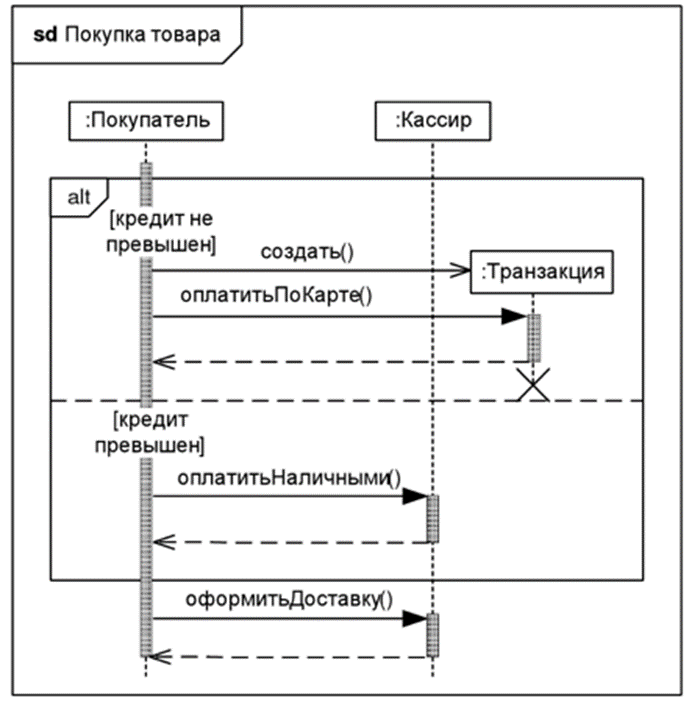 sd Покупка товара
:Покупатель
:Кассир
alt
[кредит не
превышен]
создать()
:Транзакция
оплатитьПоКарте()
[кредит
превышен]
оплатитьНаличными()
оформитьДоставку()